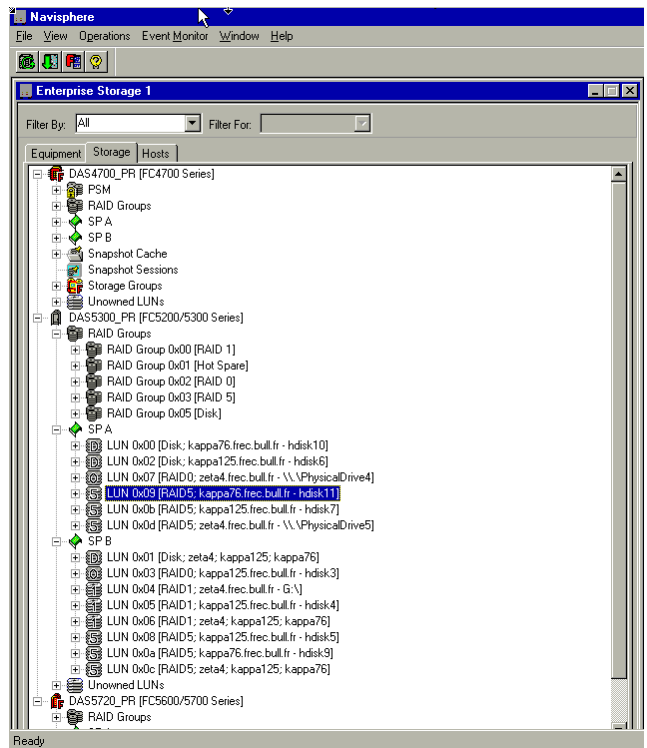 Navisphere
File View Operations Event Monitor Window Help
Enterprise Storage 1
Filter By: All Filter For:
Equipment Storage Hosts
DAS4700_PR [FC4700 Series]
PSM
RAID Groups
SP A
SP B
Snapshot Cache
Snapshot Sessions
Storage Groups
Unowned LUNs
DAS5300_PR [FC5200/5300 Series]
RAID Groups
RAID Group 0x00 [RAID 1]
RAID Group 0x01 [Hot Spare]
RAID Group 0x02 [RAID 0]
RAID Group 0x03 [RAID 5]
RAID Group 0x05 [Disk]
SP A
LUN 0x00 [Disk; kappa76.frec.bull.fr - hdisk10]
LUN 0x02 [Disk; kappa125.frec.bull.fr - hdisk6]
LUN 0x07 [RAID0; zeta4.frec.bull.fr - \\.\PhysicalDrive4]
LUN 0x09 [RAID5; kappa76.frec.bull.fr - hdisk11]
LUN 0x0b [RAID5; kappa125.frec.bull.fr - hdisk7]
LUN 0x0d [RAID5; zeta4.frec.bull.fr - \\.\PhysicalDrive5]
SP B
LUN 0x01 [Disk; zeta4; kappa125; kappa76]
LUN 0x03 [RAID0; kappa125.frec.bull.fr - hdisk3]
LUN 0x04 [RAID1; zeta4.frec.bull.fr - G:\]
LUN 0x05 [RAID1; kappa125.frec.bull.fr - hdisk4]
LUN 0x06 [RAID1; zeta4; kappa125; kappa76]
LUN 0x08 [RAID5; kappa125.frec.bull.fr - hdisk5]
LUN 0x0a [RAID5; kappa76.frec.bull.fr - hdisk9]
LUN 0x0c [RAID5; zeta4; kappa125; kappa76]
Unowned LUNs
DAS5720_PR [FC5600/5700 Series]
RAID Groups
Ready